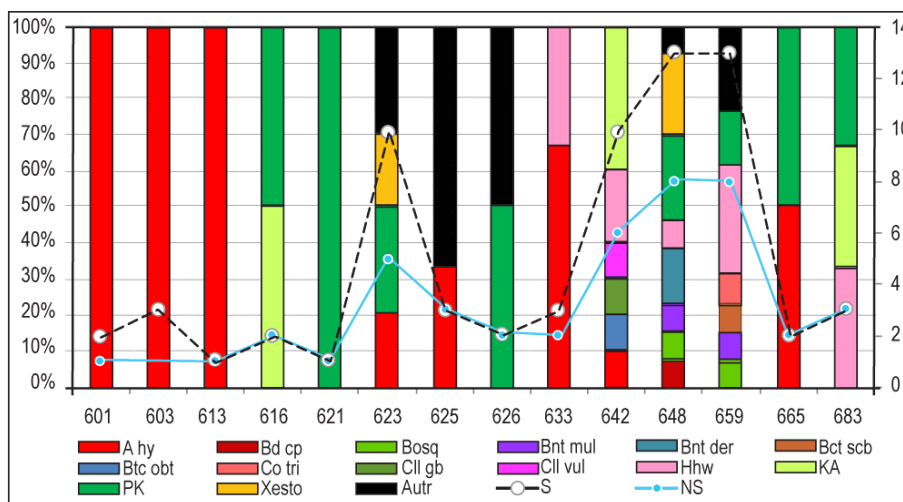 100% 14
90%
80% 12
70% 10
60% 8
50%
40% 6
30% 4
20%
10% 2
0% 0
601 603 613 616 621 623 625 626 633 642 648 659 665 683
A hy Bd cp Bosq Bnt mul Bnt der Bct scb
Btc obt Co tri Cll gb Cll vul Hhw KA
PK Xesto Autr S NS